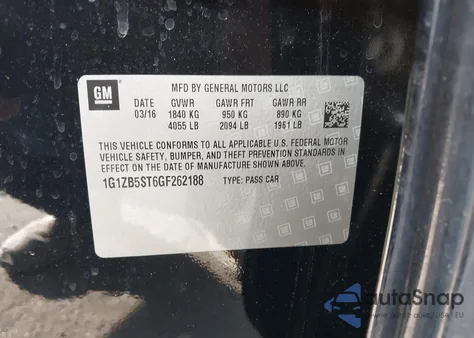 MFD BY GENERAL MOTORS LLC
GM
DATE GVWR GAWR FRT GAWR RR
03/16 1840 KG 950 KG 890 KG
4055 LB 2094 LB 1961 LB
THIS VEHICLE CONFORMS TO ALL APPLICABLE U.S. FEDERAL MOTOR
VEHICLE SAFETY, BUMPER, AND THEFT PREVENTION STANDARDS IN
EFFECT ON THE DATE OF MANUFACTURE SHOWN ABOVE.
1G1ZB5ST6GF262188 TYPE: PASS CAR
autoSnap